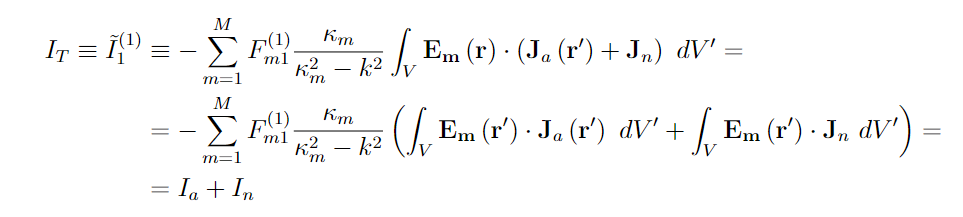 $I_T \equiv \tilde{I}_1^{(1)} \equiv -\sum_{m=1}^{M} F_{m1}^{(1)} \frac{\kappa_m}{\kappa_m^2 - k^2} \int_V \mathbf{E_m}(\mathbf{r}) \cdot (\mathbf{J}_a(\mathbf{r}') + \mathbf{J}_n) \ dV' =$
$= -\sum_{m=1}^{M} F_{m1}^{(1)} \frac{\kappa_m}{\kappa_m^2 - k^2} \left( \int_V \mathbf{E_m}(\mathbf{r}') \cdot \mathbf{J}_a(\mathbf{r}') \ dV' + \int_V \mathbf{E_m}(\mathbf{r}') \cdot \mathbf{J}_n \ dV' \right) =$
$= I_a + I_n$